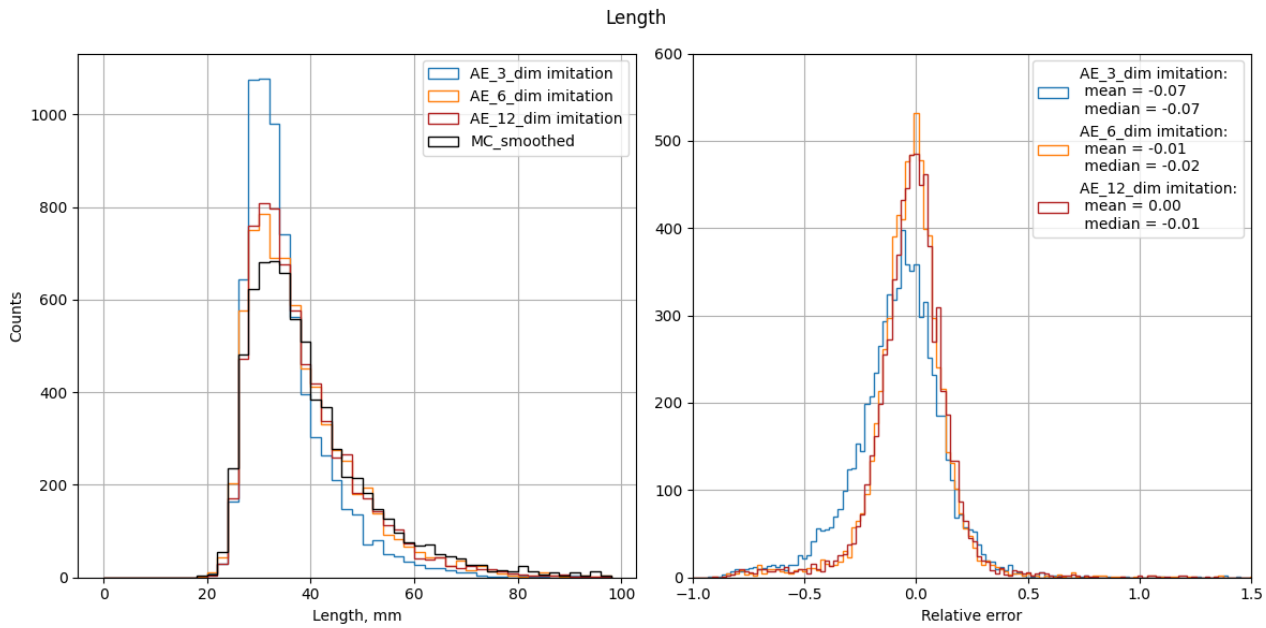 Length
AE_3_dim imitation
AE_6_dim imitation
AE_12_dim imitation
MC_smoothed
1000
800
600
400
200
0
Counts
0
20
40
60
80
100
Length, mm
AE_3_dim imitation:
mean = -0.07
median = -0.07
AE_6_dim imitation:
mean = -0.01
median = -0.02
AE_12_dim imitation:
mean = 0.00
median = -0.01
600
500
400
300
200
100
0
−1.0
−0.5
0.0
0.5
1.0
1.5
Relative error